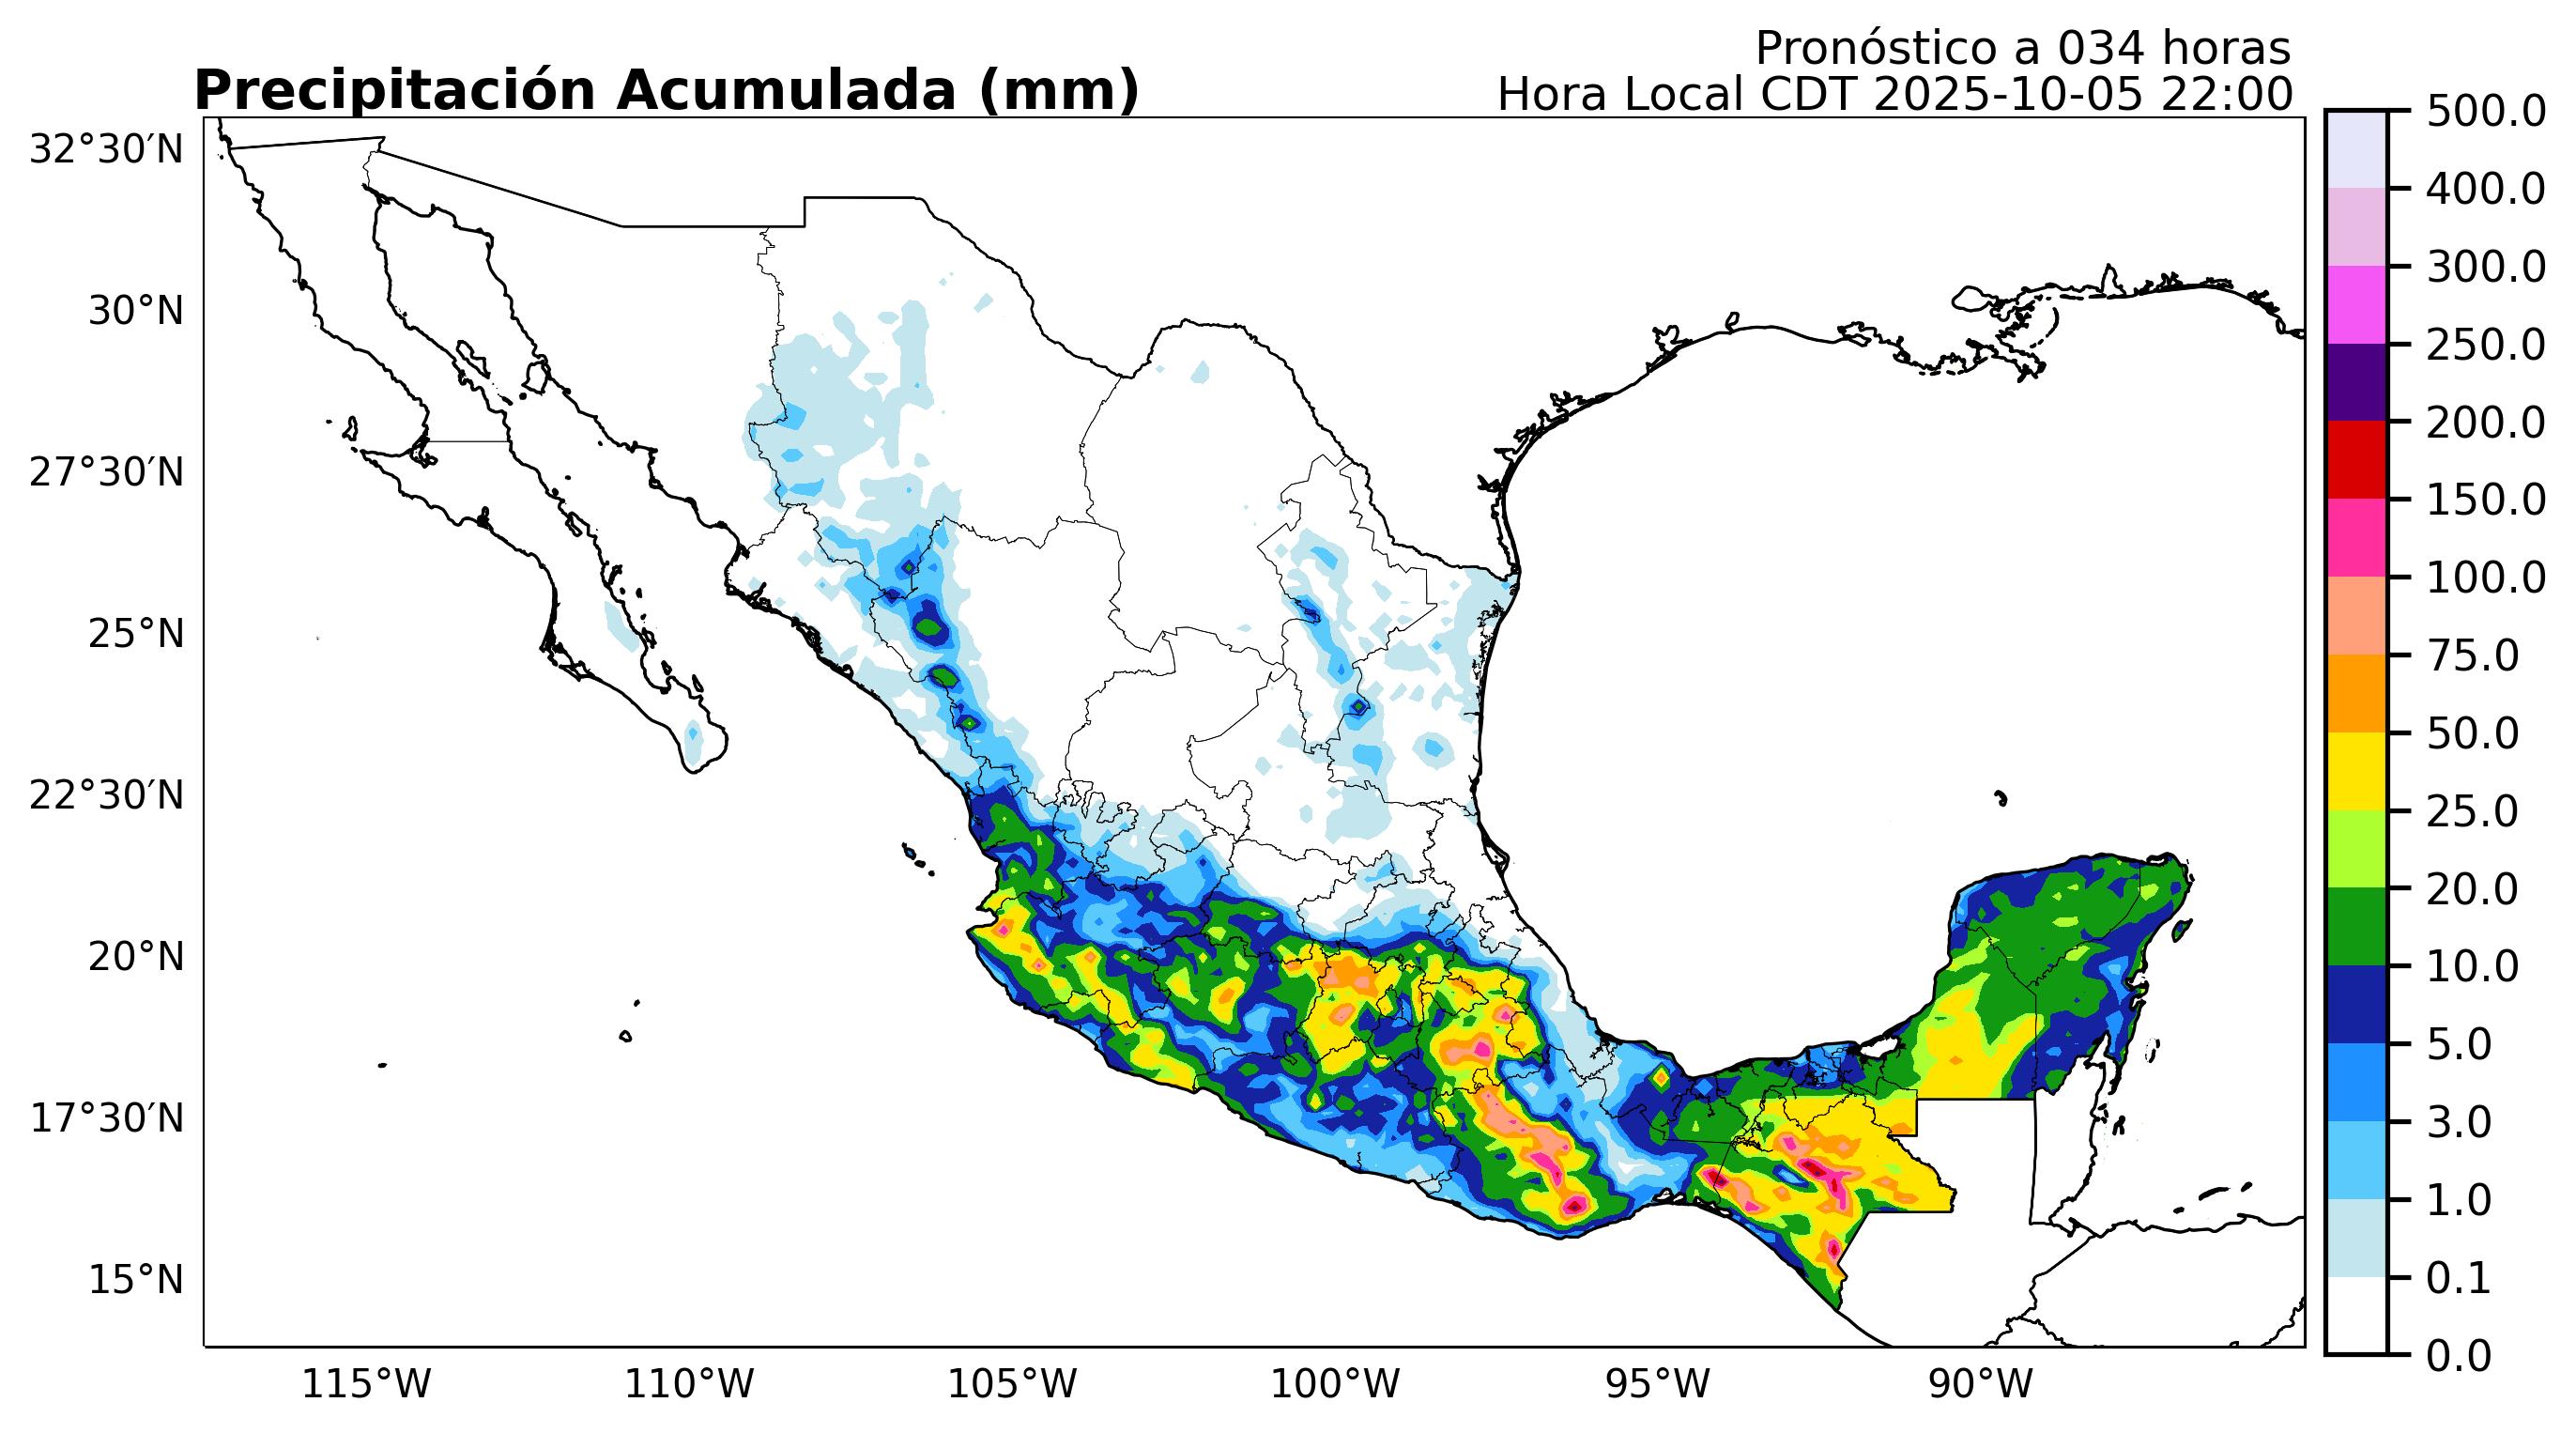 Pronóstico a 034 horas
Precipitación Acumulada (mm)
Hora Local CDT 2025-10-05 22:00
32°30′N
30°N
27°30′N
25°N
22°30′N
20°N
17°30′N
15°N
115°W
110°W
105°W
100°W
95°W
90°W
500.0
400.0
300.0
250.0
200.0
150.0
100.0
75.0
50.0
25.0
20.0
10.0
5.0
3.0
1.0
0.1
0.0